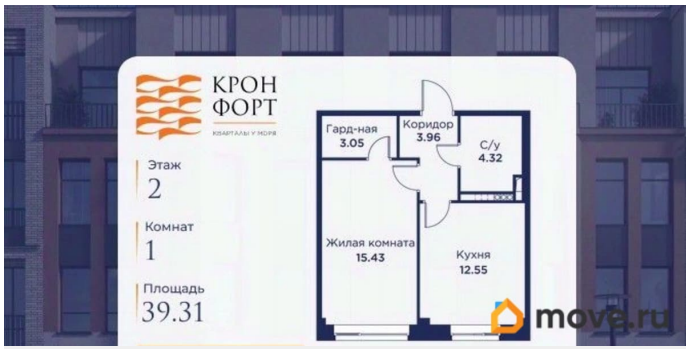 КРОН
ФОРТ
КВАРТАЛЫ У МОРЯ
Этаж
2
Комнат
1
Площадь
39.31
Гард-ная
3.05
Коридор
3.96
С/у
4.32
Жилая комната
15.43
Кухня
12.55
move.ru